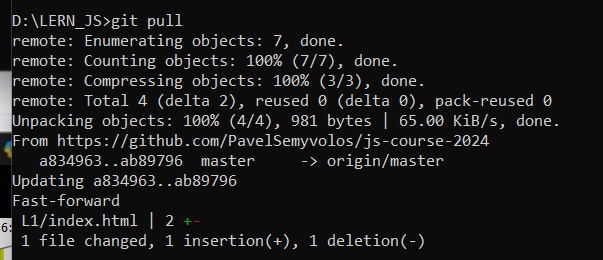 D:\LERN_JS>git pull
remote: Enumerating objects: 7, done.
remote: Counting objects: 100% (7/7), done.
remote: Compressing objects: 100% (3/3), done.
remote: Total 4 (delta 2), reused 0 (delta 0), pack-reused 0
Unpacking objects: 100% (4/4), 981 bytes | 65.00 KiB/s, done.
From https://github.com/PavelSemyvolos/js-course-2024
   a834963..ab89796  master     -> origin/master
Updating a834963..ab89796
Fast-forward
 L1/index.html | 2 +-
 1 file changed, 1 insertion(+), 1 deletion(-)
6: